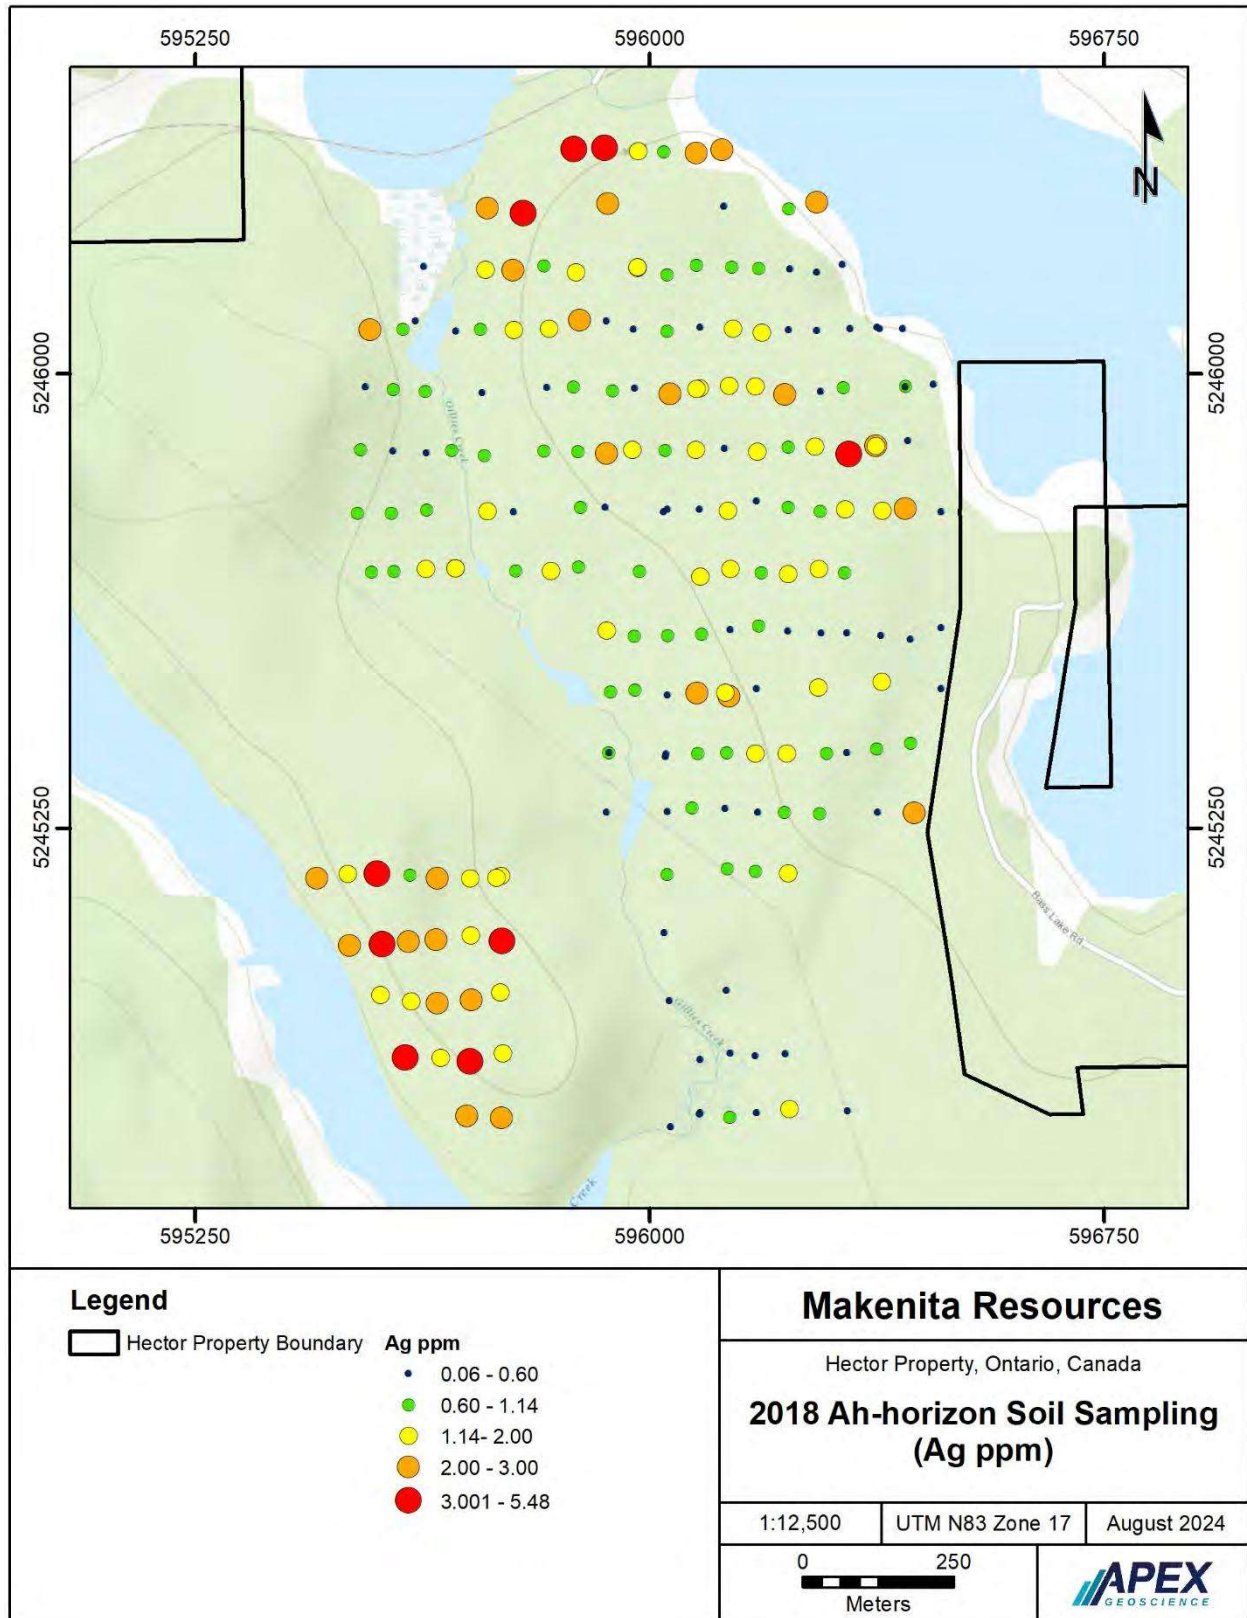 595250 596000 596750
N
5246000 5246000
Gillies Creek
5245250 5245250
Bass Lake Rd
Gillies Creek
Creek
595250 596000 596750
Legend
Hector Property Boundary
Ag ppm
0.06 - 0.60
0.60 - 1.14
1.14- 2.00
2.00 - 3.00
3.001 - 5.48
Makenita Resources
Hector Property, Ontario, Canada
2018 Ah-horizon Soil Sampling
(Ag ppm)
1:12,500 UTM N83 Zone 17 August 2024
0 250
Meters
APEX
GEOSCIENCE